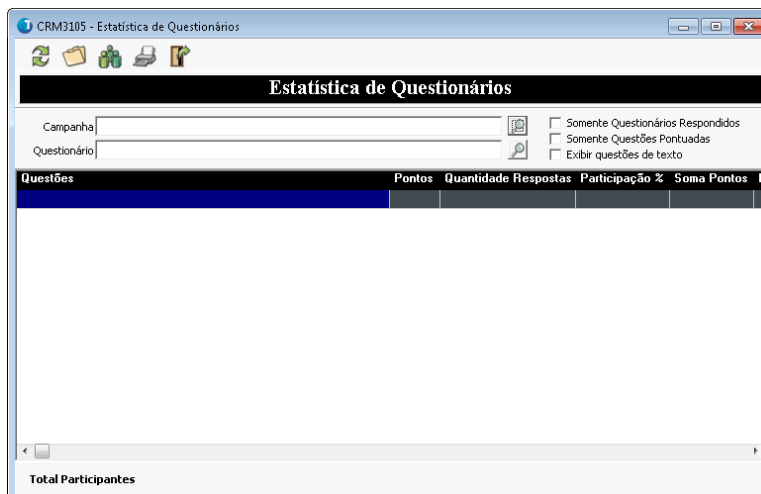 CRM3105 - Estatística de Questionários
Estatística de Questionários
Campanha
Somente Questionários Respondidos
Somente Questões Pontuadas
Questionário
Exibir questões de texto
Questões Pontos Quantidade Respostas Participação % Soma Pontos
Total Participantes